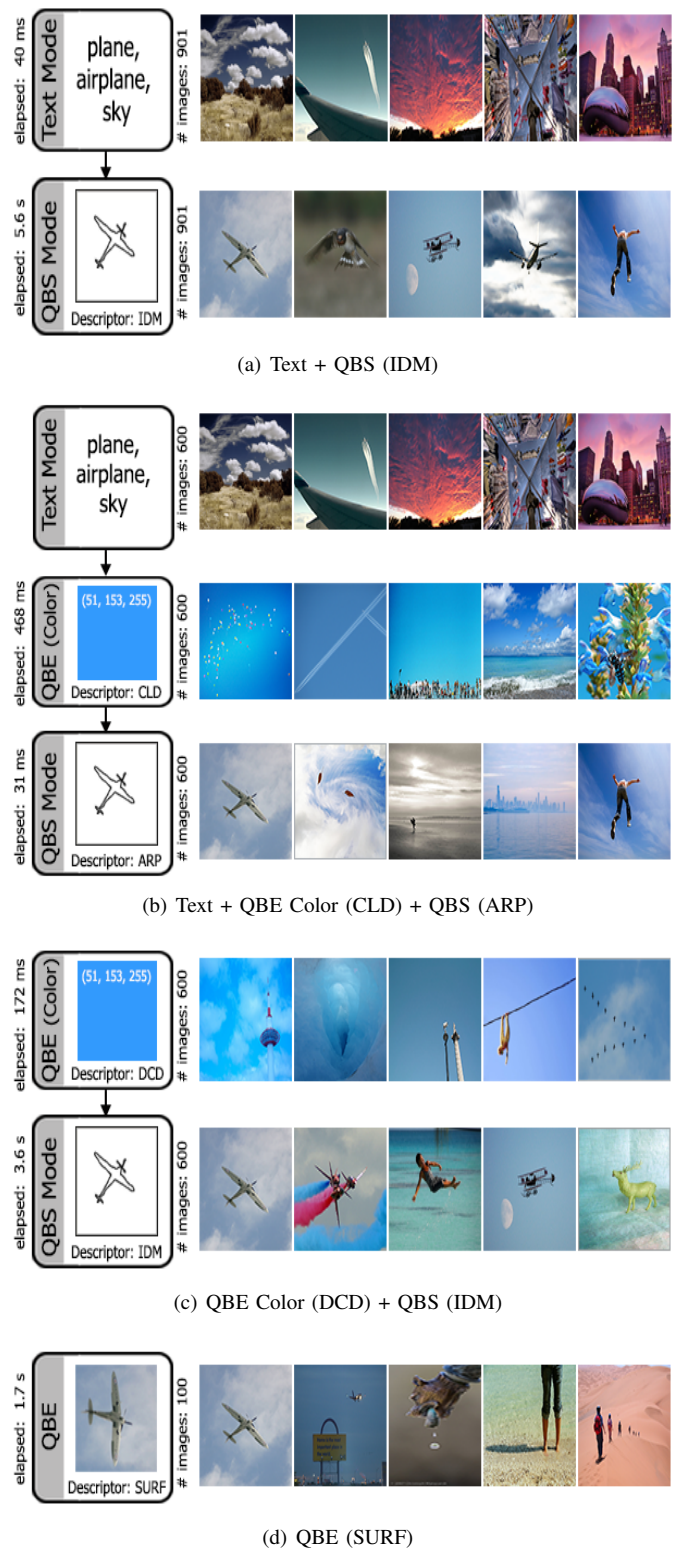 elapsed: 40 ms
Text Mode
plane,
airplane,
sky
# images: 901
elapsed: 5.6 s
QBS Mode
Descriptor: IDM
# images: 901
(a) Text + QBS (IDM)
Text Mode
plane,
airplane,
sky
# images: 600
elapsed: 468 ms
QBE (Color)
(51, 153, 255)
Descriptor: CLD
# images: 600
elapsed: 31 ms
QBS Mode
Descriptor: ARP
# images: 600
(b) Text + QBE Color (CLD) + QBS (ARP)
elapsed: 172 ms
QBE (Color)
(51, 153, 255)
Descriptor: DCD
# images: 600
elapsed: 3.6 s
QBS Mode
Descriptor: IDM
# images: 600
(c) QBE Color (DCD) + QBS (IDM)
elapsed: 1.7 s
QBE
Descriptor: SURF
# images: 100
(d) QBE (SURF)